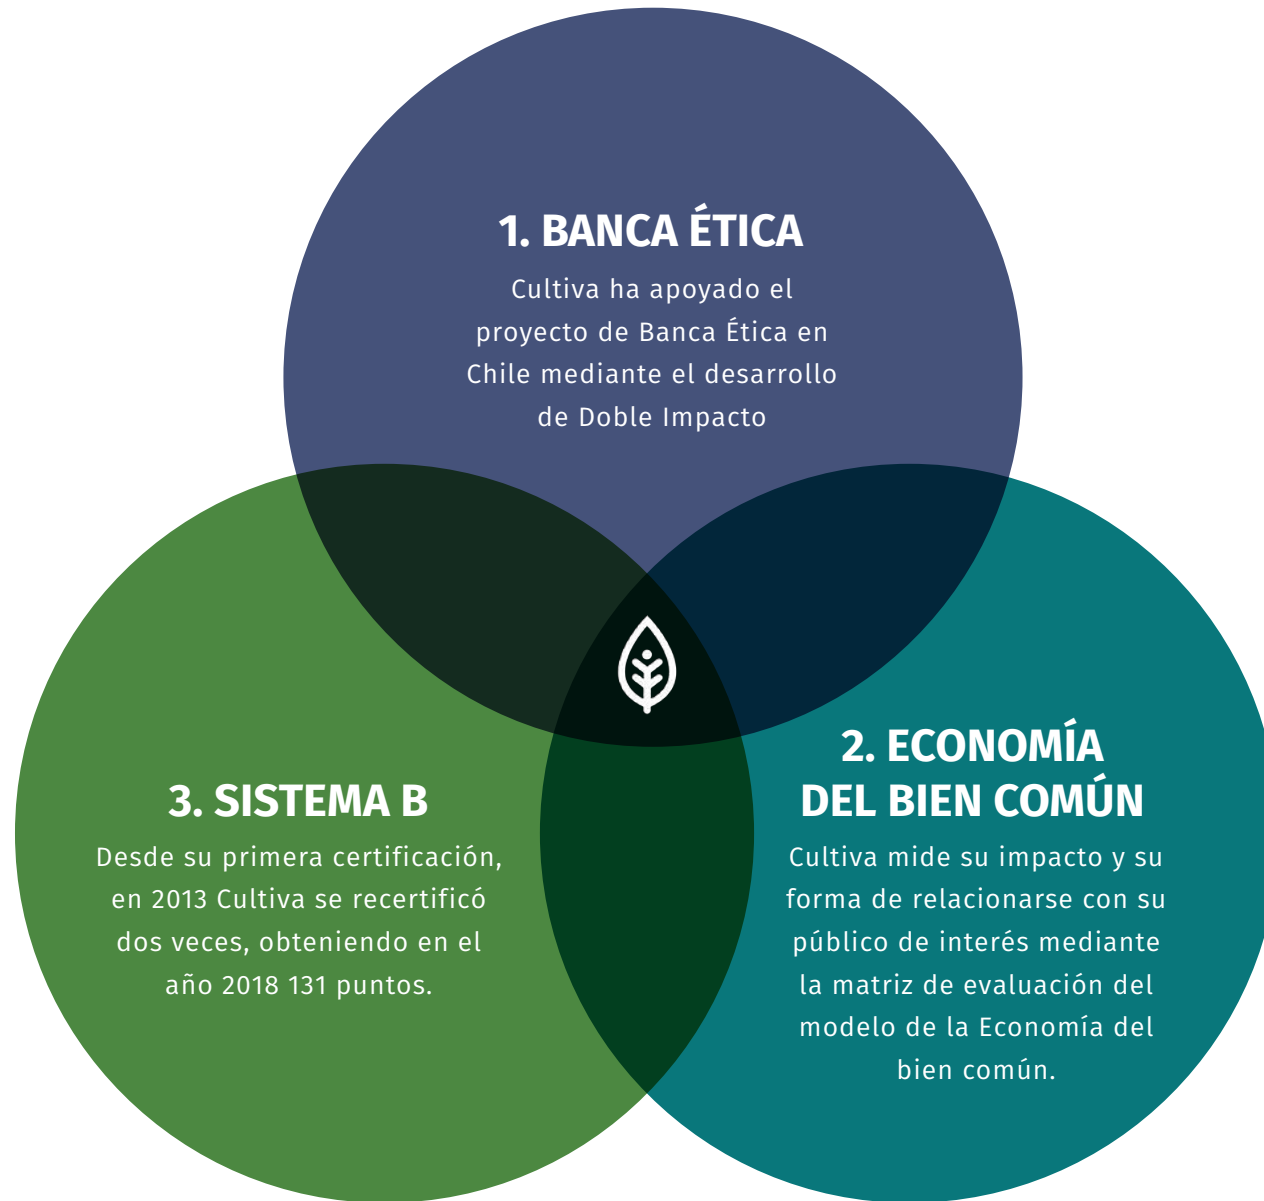 1. BANCA ÉTICA
Cultiva ha apoyado el
proyecto de Banca Ética en
Chile mediante el desarrollo
de Doble Impacto
2. ECONOMÍA
DEL BIEN COMÚN
Cultiva mide su impacto y su
forma de relacionarse con su
público de interés mediante
la matriz de evaluación del
modelo de la Economía del
bien común.
3. SISTEMA B
Desde su primera certificación,
en 2013 Cultiva se recertificó
dos veces, obteniendo en el
año 2018 131 puntos.